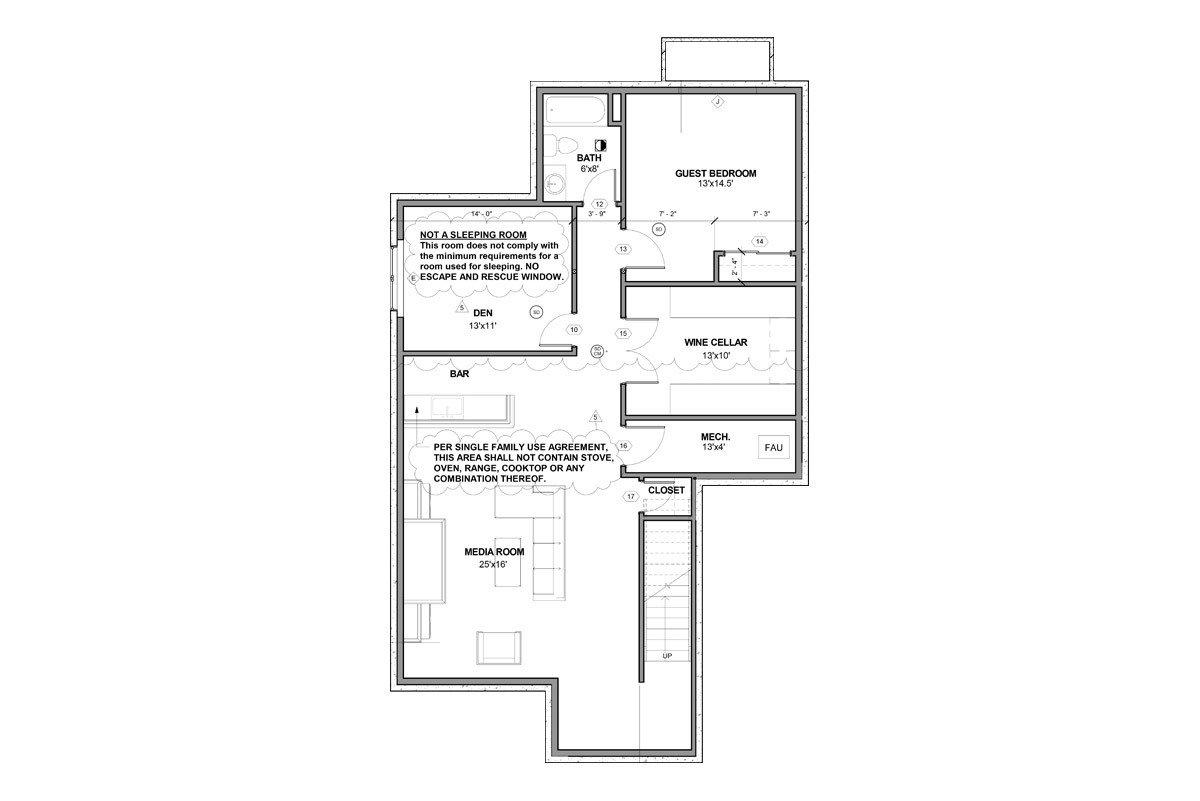 J
GUEST BEDROOM
13'x14.5'
BATH
6'x8'
12
14' - 0"
3' - 9"
7' - 2"
7' - 3"
SD
13
14
2' - 4"
NOT A SLEEPING ROOM
This room does not comply with
the minimum requirements for a
room used for sleeping. NO
ESCAPE AND RESCUE WINDOW.
E
5
DEN
13'x11'
SD
10
15
SD
CM
WINE CELLAR
13'x10'
BAR
5
16
MECH.
13'x4'
FAU
PER SINGLE FAMILY USE AGREEMENT,
THIS AREA SHALL NOT CONTAIN STOVE,
OVEN, RANGE, COOKTOP OR ANY
COMBINATION THEREOF.
17
CLOSET
MEDIA ROOM
25'x16'
UP